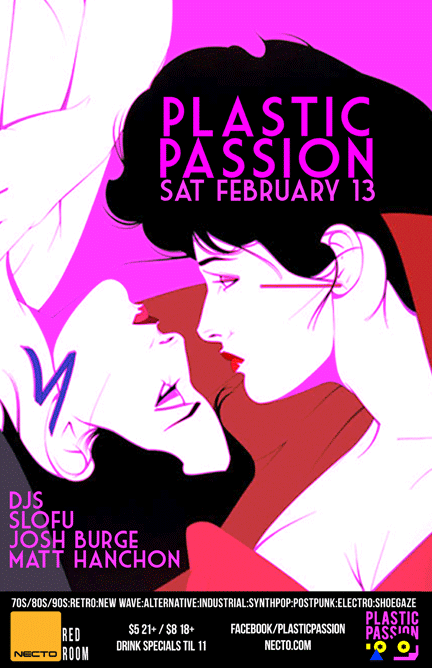 PLASTIC
PASSION
SAT FEBRUARY 13
DJS
SLOFU
JOSH BURGE
MATT HANCHON
70S/80S/90S:RETRO:NEW WAVE:ALTERNATIVE:INDUSTRIAL:SYNTHPOP:POSTPUNK:ELECTRO:SHOEGAZE
NECTO
RED
ROOM
$5 21+ / $8 18+
DRINK SPECIALS TIL 11
FACEBOOK/PLASTICPASSION
NECTO.COM
PLASTIC
PASSION